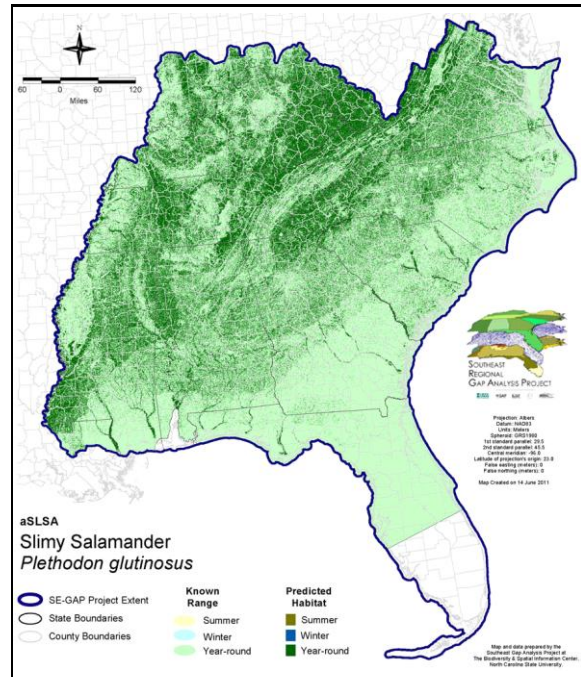 N
60 0 60 120
Miles
SOUTHEAST
REGIONAL
GAP ANALYSIS PROJECT
Projection: Albers
Datum: NAD83
Units: Meters
Spheroid: GRS1980
1st standard parallel: 29.5
2nd standard parallel: 45.5
Central meridian: -96.0
Latitude of projection's origin: 23.0
False easting (meters): 0
False northing (meters): 0
Map Created on 14 June 2011
aSLSA
Slimy Salamander
Plethodon glutinosus
SE-GAP Project Extent
State Boundaries
County Boundaries
Known
Range
Summer
Winter
Year-round
Predicted
Habitat
Summer
Winter
Year-round
Map and data prepared by the
Southeast Gap Analysis Project at
The Biodiversity & Spatial Information Center,
North Carolina State University.